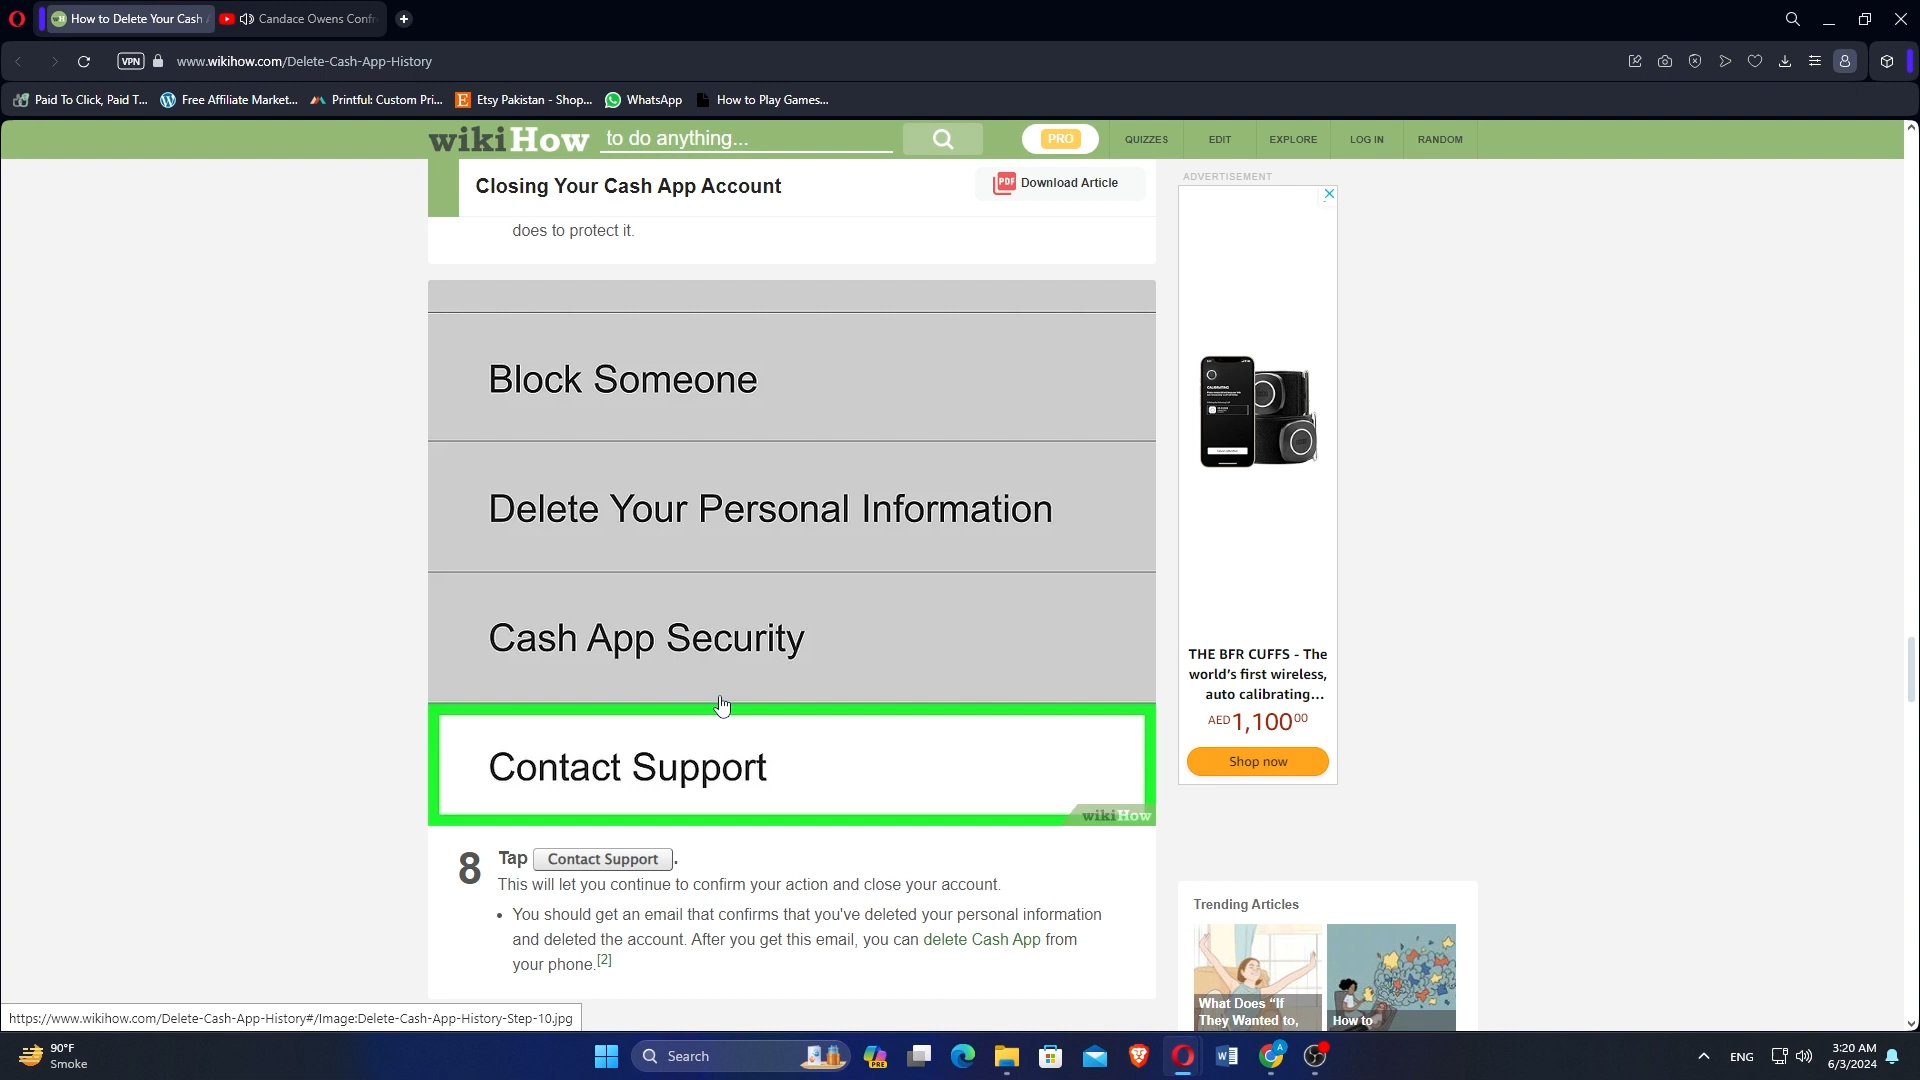 How to Delete Your Cash
Candace Owens Confr
VPN
www.wikihow.com/Delete-Cash-App-History
Paid To Click, Paid T...
Free Affiliate Market...
Printful: Custom Pri...
Etsy Pakistan - Shop...
WhatsApp
How to Play Games...
wikiHow
to do anything...
PRO
QUIZZES
EDIT
EXPLORE
LOG IN
RANDOM
Closing Your Cash App Account
PDF
Download Article
does to protect it.
Block Someone
Delete Your Personal Information
Cash App Security
Contact Support
wikiHow
8
Tap Contact Support.
This will let you continue to confirm your action and close your account.
• You should get an email that confirms that you've deleted your personal information
and deleted the account. After you get this email, you can delete Cash App from
your phone.[2]
ADVERTISEMENT
THE BFR CUFFS - The
world's first wireless,
auto calibrating...
AED1,100⁰⁰
Shop now
Trending Articles
What Does "If
They Wanted to,
How to
https://www.wikihow.com/Delete-Cash-App-History#/Image:Delete-Cash-App-History-Step-10.jpg
90°F
Smoke
Search
PRE
A
ENG
3:20 AM
6/3/2024